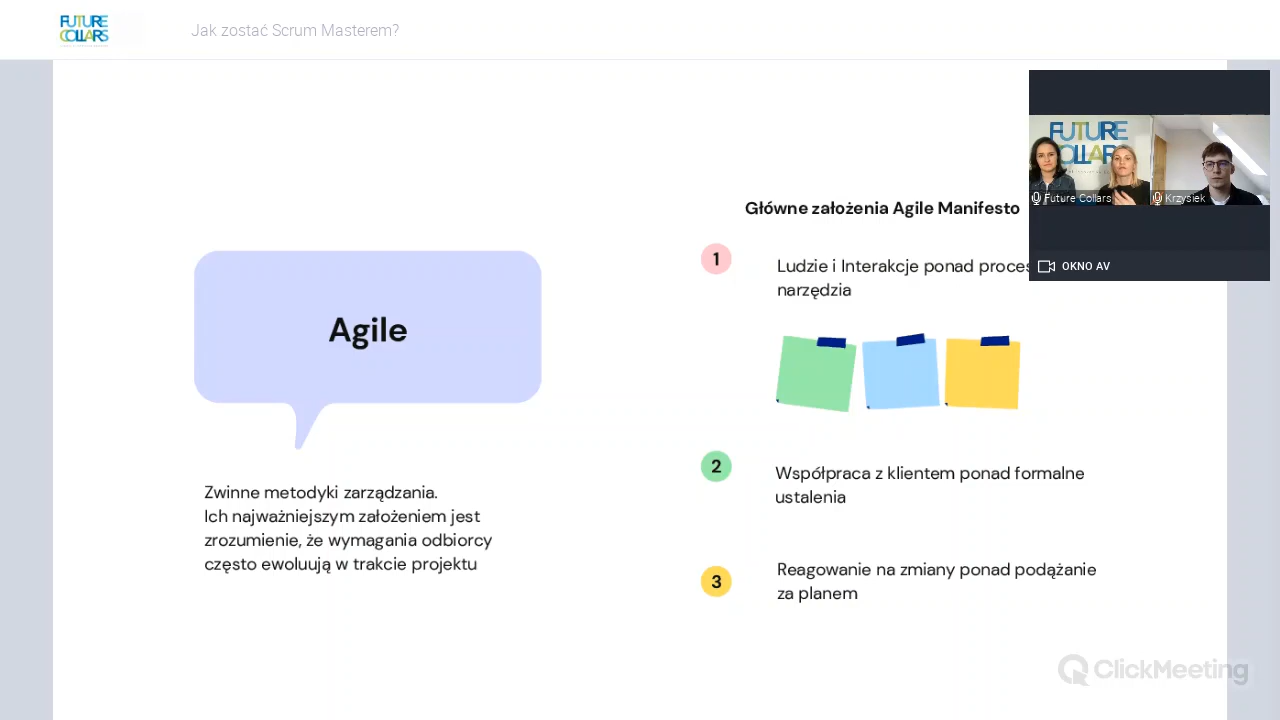 FUTURE
COLLARS
Jak zostać Scrum Masterem?
FUTURE
COLLARS
Future Collars
Krzysiek
OKNO AV
Agile
Zwinne metodyki zarządzania.
Ich najważniejszym założeniem jest
zrozumienie, że wymagania odbiorcy
często ewoluują w trakcie projektu
Główne założenia Agile Manifesto
1
Ludzie i Interakcje ponad
narzędzia
2
Współpraca z klientem ponad formalne
ustalenia
3
Reagowanie na zmiany ponad podążanie
za planem
ClickMeeting